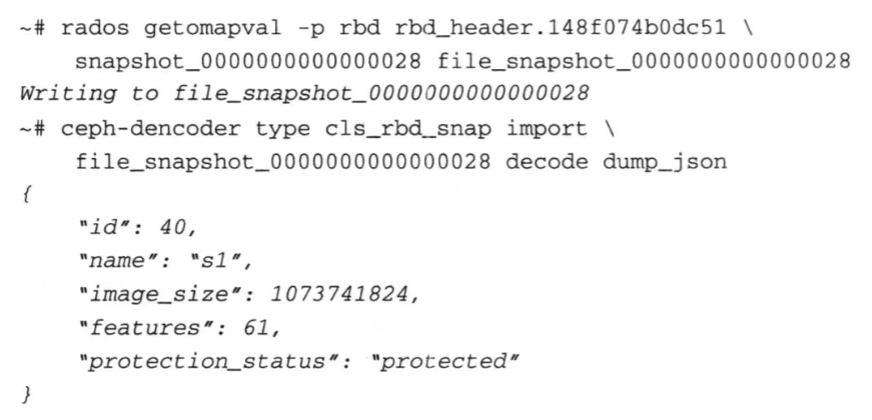 ~# rados getomapval -p rbd rbd_header.148f074b0dc51 \
snapshot_0000000000000028 file_snapshot_0000000000000028
Writing to file_snapshot_0000000000000028
~# ceph-dencoder type cls_rbd_snap import \
file_snapshot_0000000000000028 decode dump_json
{
"id": 40,
"name": "s1",
"image_size": 1073741824,
"features": 61,
"protection_status": "protected"
}